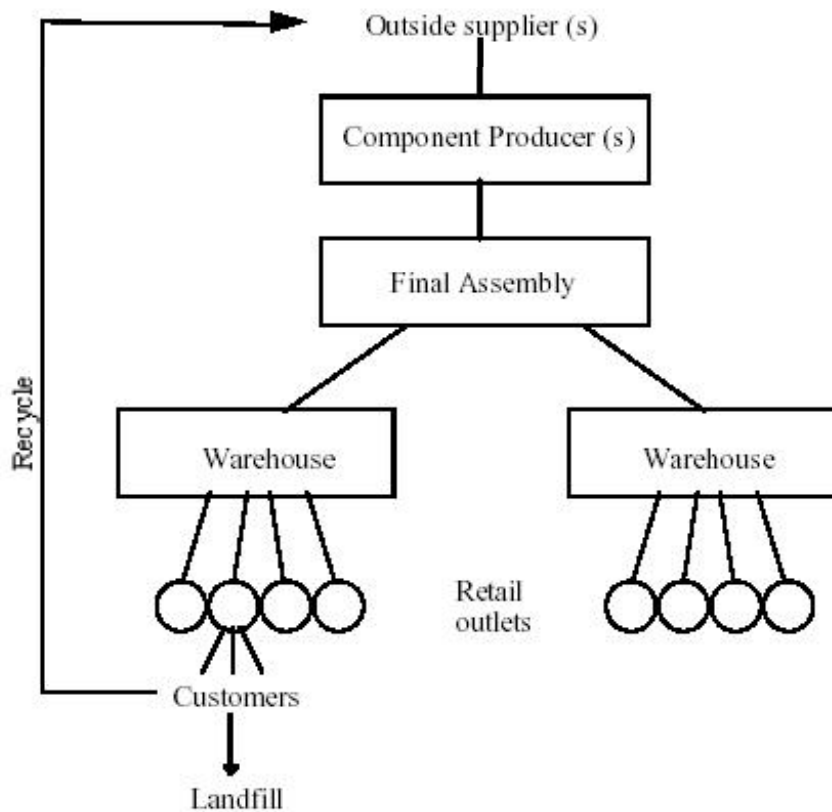 Outside supplier (s)
Component Producer (s)
Final Assembly
Recycle
Warehouse
Warehouse
Retail
outlets
Customers
Landfill